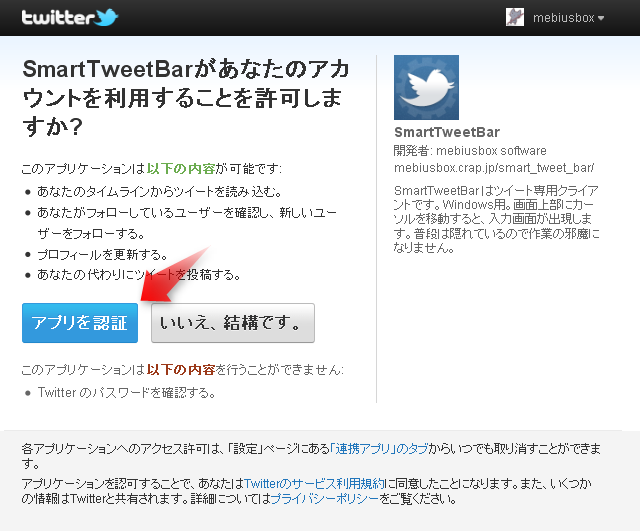 twitter
mebiusbox
SmartTweetBarがあなたのアカ
ウントを利用することを許可しま
すか?
このアプリケーションは以下の内容が可能です:
あなたのタイムラインからツイートを読み込む。
あなたがフォローしているユーザーを確認し、新しいユー
ザーをフォローする。
プロフィールを更新する。
あなたの代わりにツイートを投稿する。
アプリを認証
いいえ、結構です。
このアプリケーションは以下の内容を行うことができません:
Twitter のパスワードを確認する。
SmartTweetBar
開発者: mebiusbox software
mebiusbox.crap.jp/smart_tweet_bar/
SmartTweetBar はツイート専用クライア
ントです。Windows用。画面上部にカー
ソルを移動すると、入力画面が出現しま
す。普段は隠れているので作業の邪魔に
なりません。
各アプリケーションへのアクセス許可は、「設定」ページにある「連携アプリ」のタブからいつでも取り消すことができま
す。
アプリケーションを認可することで、あなたはTwitterのサービス利用規約に同意したことになります。また、いくつか
の情報はTwitterと共有されます。詳細についてはプライバシーポリシーをご覧ください。